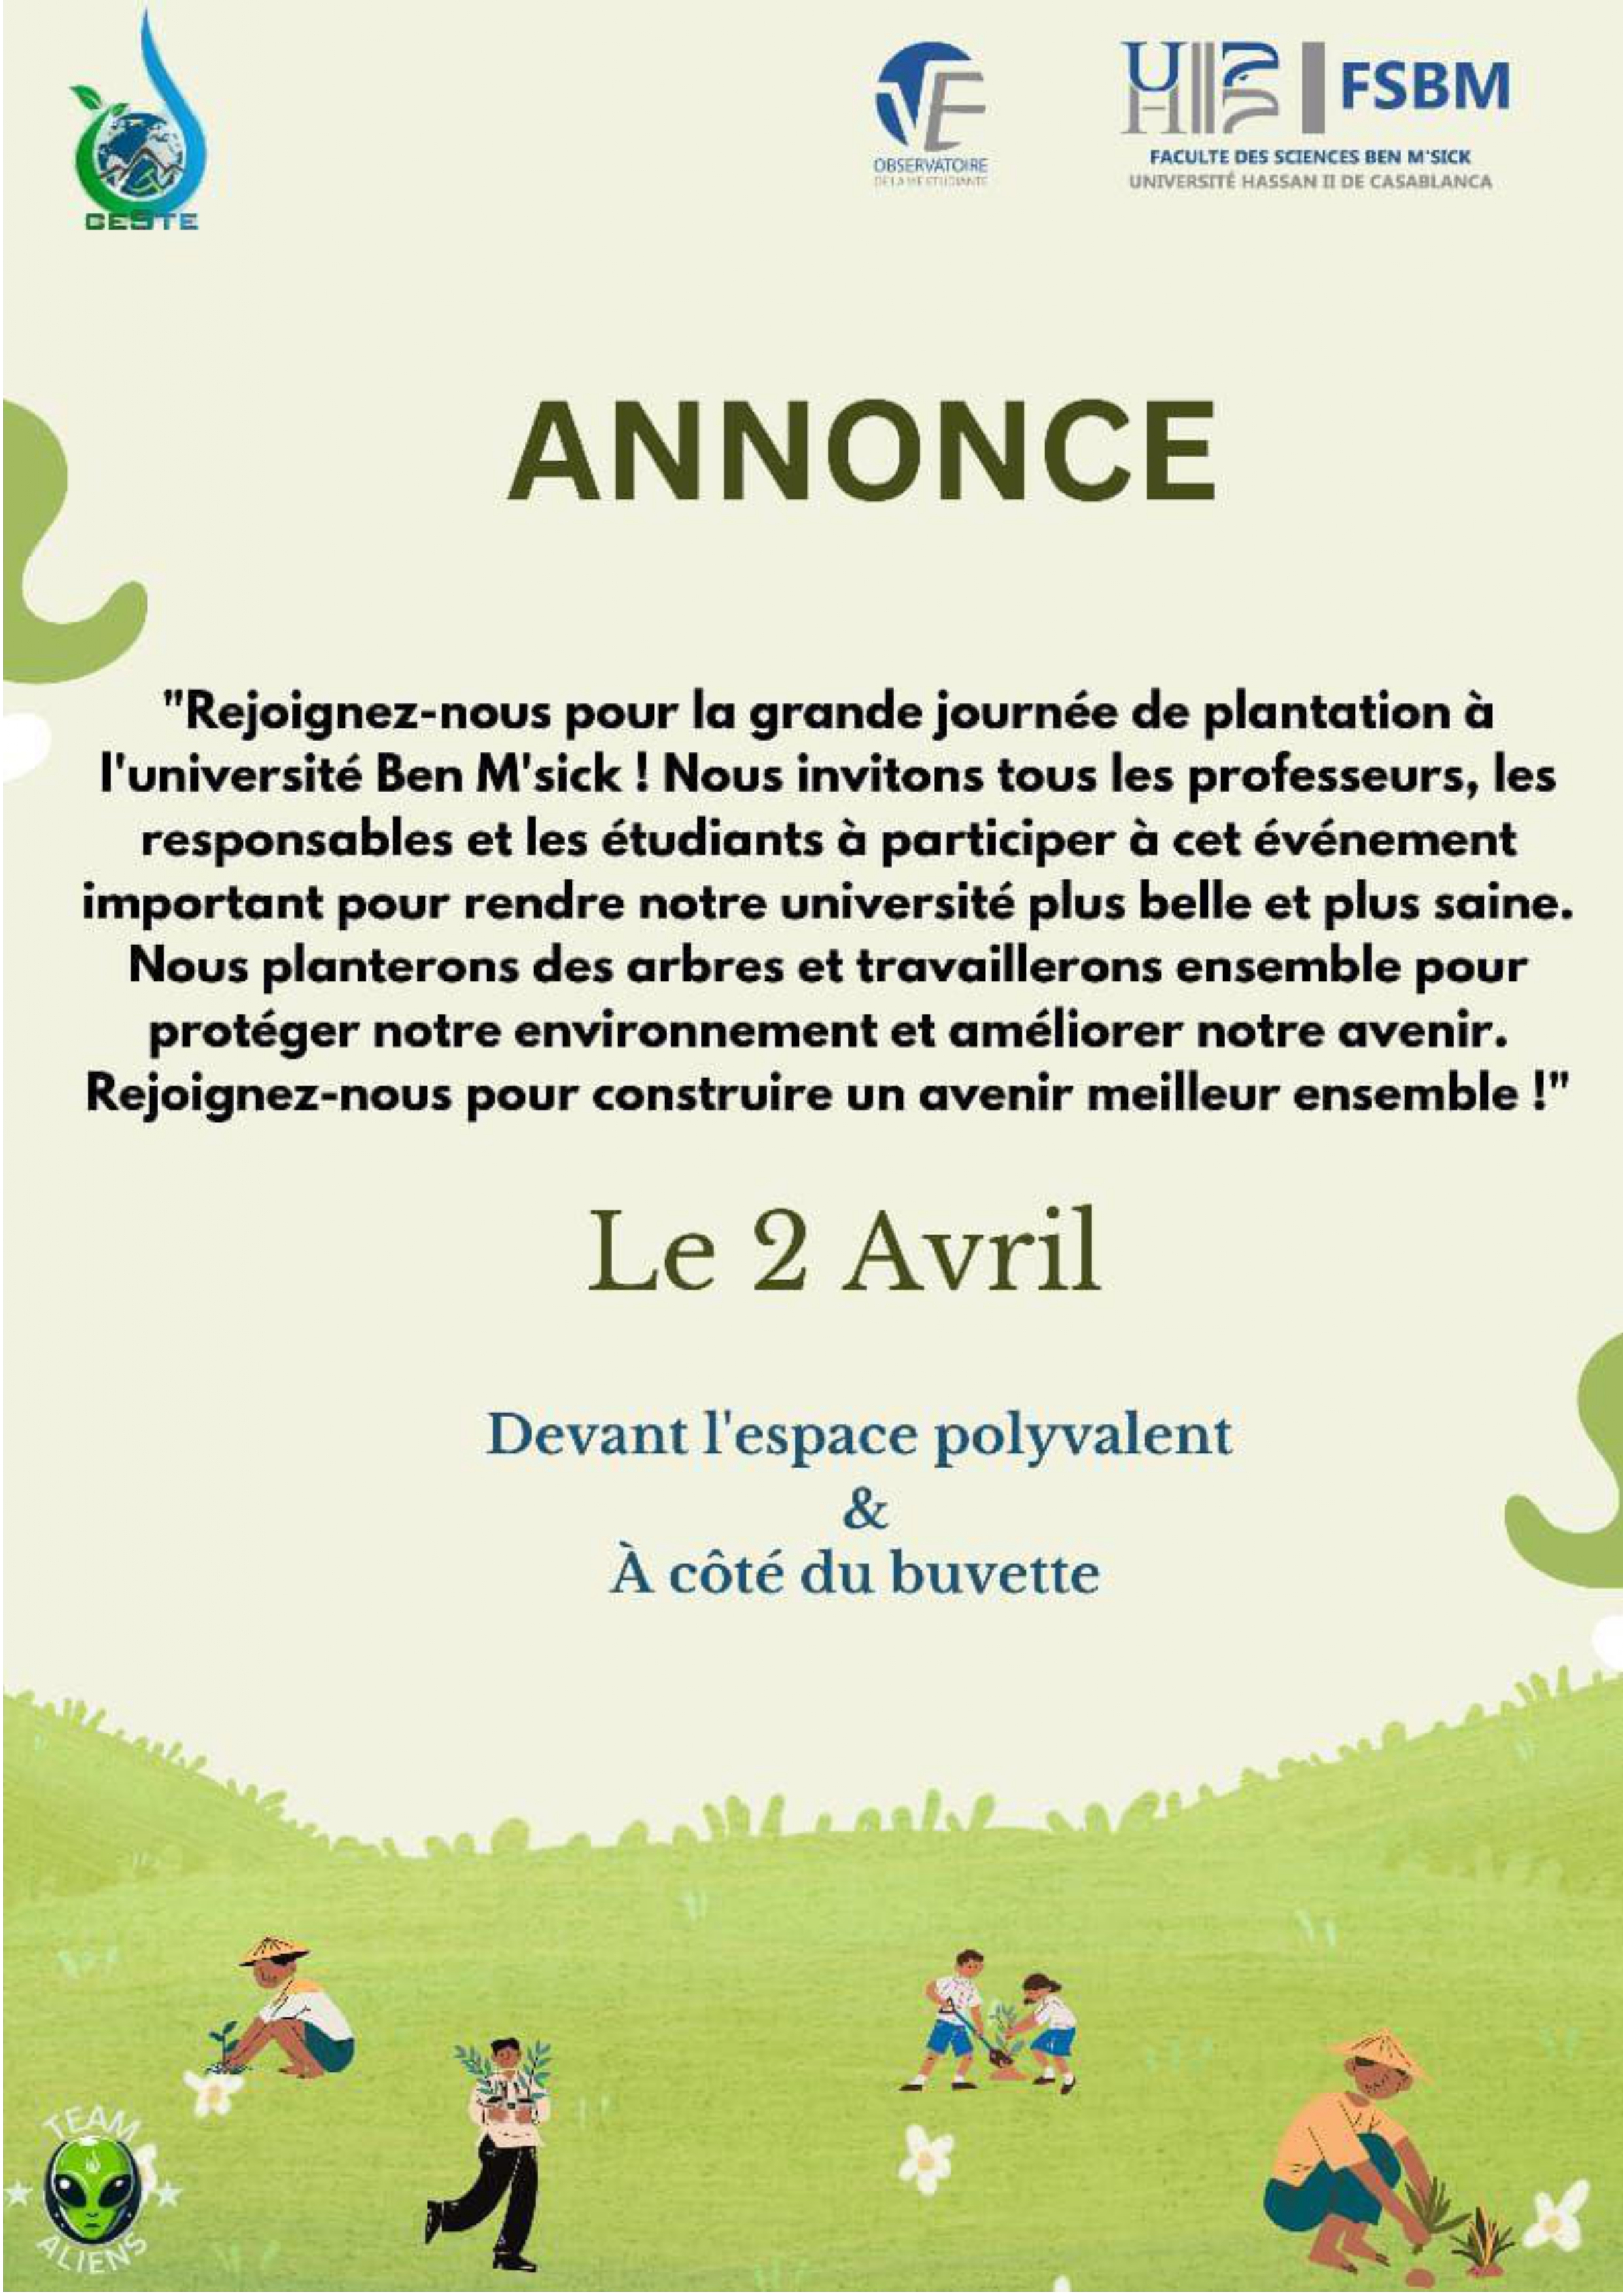 GESTE
VE
OBSERVATOIRE
DE LA VIE ETUDIANTE
UH2C
FSBM
FACULTE DES SCIENCES BEN M'SICK
UNIVERSITÉ HASSAN II DE CASABLANCA
ANNONCE
"Rejoignez-nous pour la grande journée de plantation à
l'université Ben M'sick ! Nous invitons tous les professeurs, les
responsables et les étudiants à participer à cet événement
important pour rendre notre université plus belle et plus saine.
Nous planterons des arbres et travaillerons ensemble pour
protéger notre environnement et améliorer notre avenir.
Rejoignez-nous pour construire un avenir meilleur ensemble !"
Le 2 Avril
Devant l'espace polyvalent
&
À côté du buvette
TEAM
ALIENS